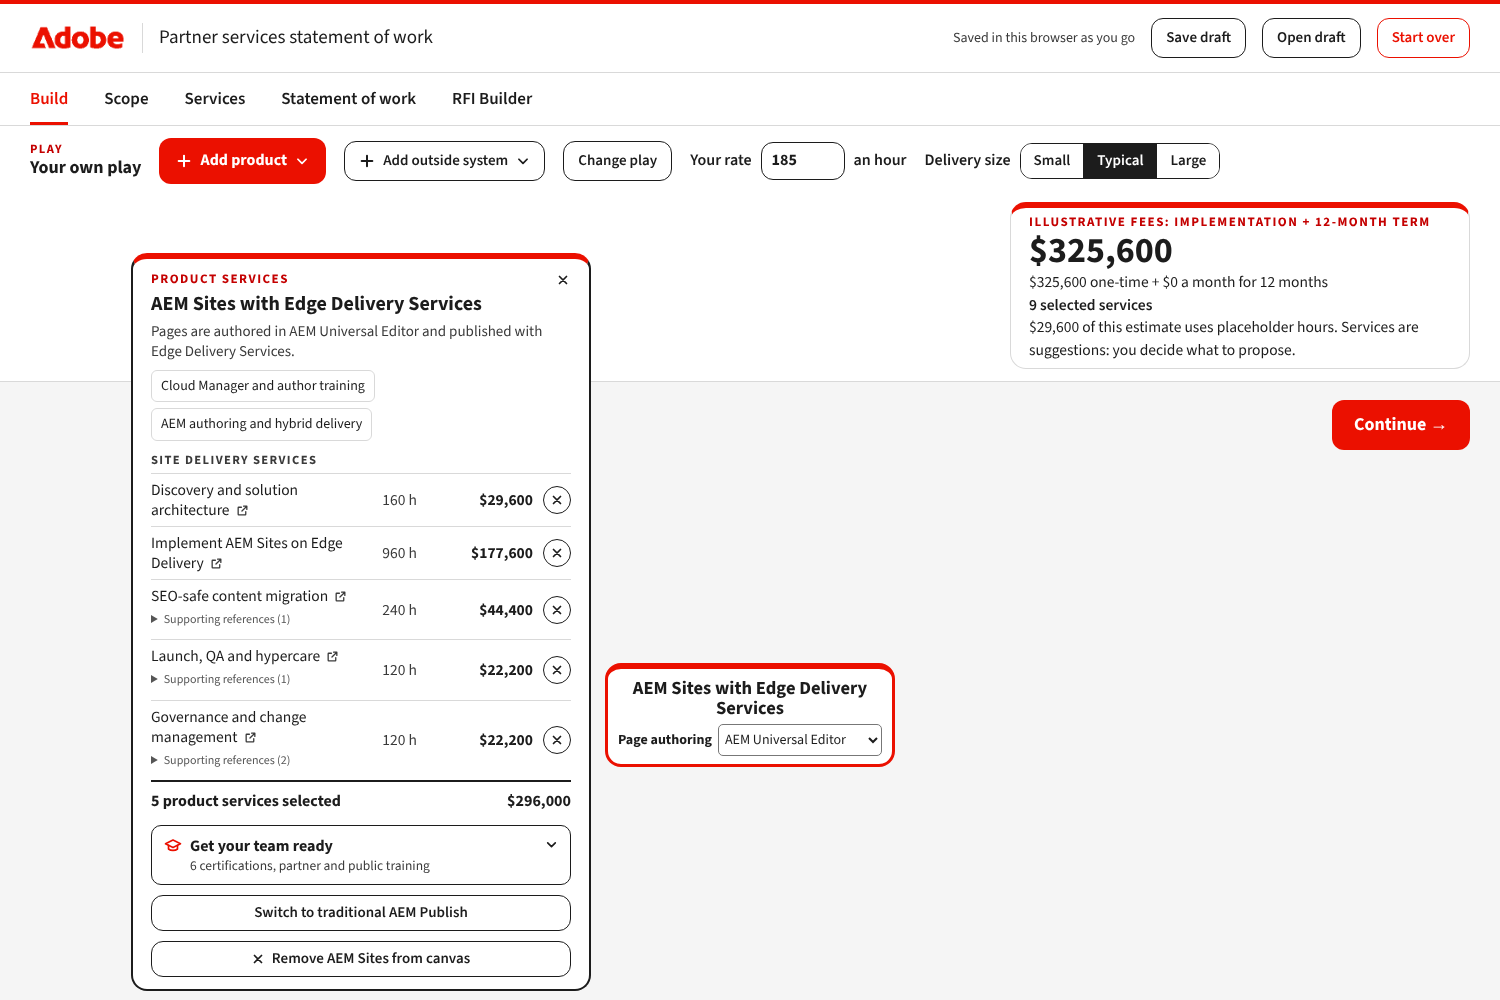 Adobe
Partner services statement of work
Saved in this browser as you go
Save draft
Open draft
Start over
Build
Scope
Services
Statement of work
RFI Builder
PLAY
Your own play
Add product
Add outside system
Change play
Your rate
185
an hour
Delivery size
Small
Typical
Large
ILLUSTRATIVE FEES: IMPLEMENTATION + 12-MONTH TERM
$325,600
$325,600 one-time + $0 a month for 12 months
9 selected services
$29,600 of this estimate uses placeholder hours. Services are
suggestions: you decide what to propose.
Continue →
PRODUCT SERVICES
AEM Sites with Edge Delivery Services
Pages are authored in AEM Universal Editor and published with
Edge Delivery Services.
Cloud Manager and author training
AEM authoring and hybrid delivery
SITE DELIVERY SERVICES
Discovery and solution
architecture
160 h
$29,600
Implement AEM Sites on Edge
Delivery
960 h
$177,600
SEO-safe content migration
Supporting references (1)
240 h
$44,400
Launch, QA and hypercare
Supporting references (1)
120 h
$22,200
Governance and change
management
Supporting references (2)
120 h
$22,200
5 product services selected
$296,000
Get your team ready
6 certifications, partner and public training
Switch to traditional AEM Publish
Remove AEM Sites from canvas
AEM Sites with Edge Delivery
Services
Page authoring
AEM Universal Editor